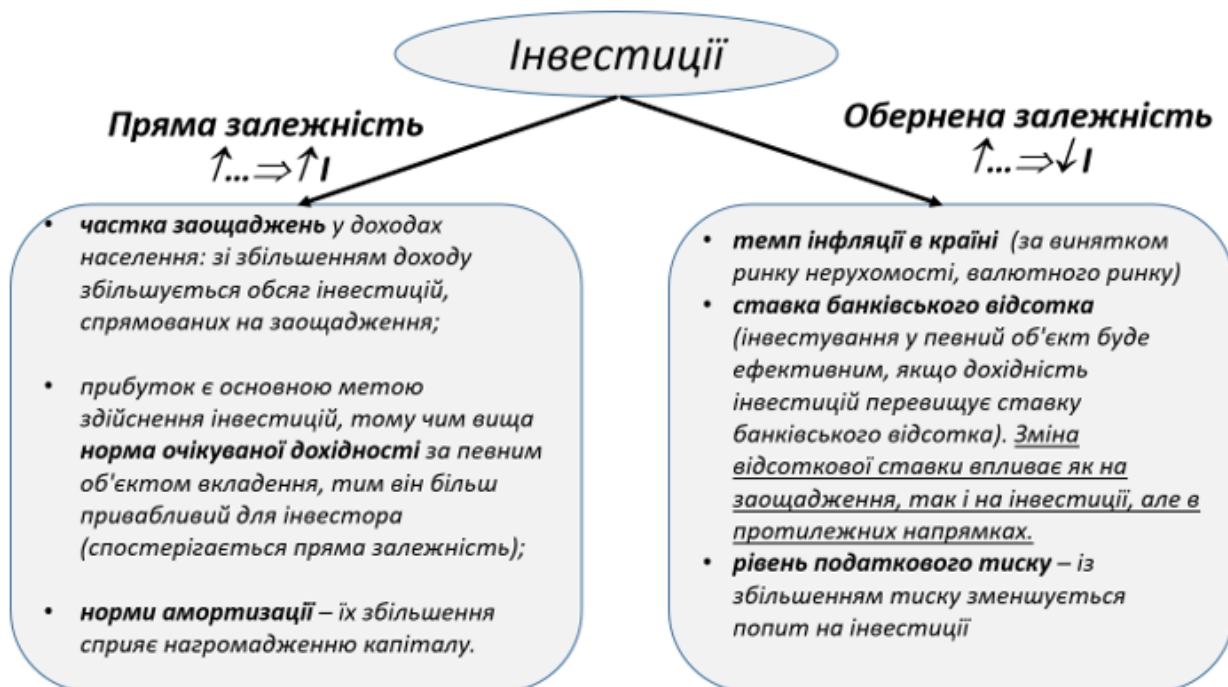 Інвестиції
Пряма залежність
↑...⇒↑I
• частка заощаджень у доходах
населення: зі збільшенням доходу
збільшується обсяг інвестицій,
спрямованих на заощадження;
• прибуток є основною метою
здійснення інвестицій, тому чим вища
норма очікуваної дохідності за певним
об'єктом вкладення, тим він більш
привабливий для інвестора
(спостерігається пряма залежність);
• норми амортизації – їх збільшення
сприяє нагромадженню капіталу.
Обернена залежність
↑...⇒↓I
• темп інфляції в країні (за винятком
ринку нерухомості, валютного ринку)
• ставка банківського відсотка
(інвестування у певний об'єкт буде
ефективним, якщо дохідність
інвестицій перевищує ставку
банківського відсотка). Зміна
відсоткової ставки впливає як на
заощадження, так і на інвестиції, але в
протилежних напрямках.
• рівень податкового тиску – із
збільшенням тиску зменшується
попит на інвестиції